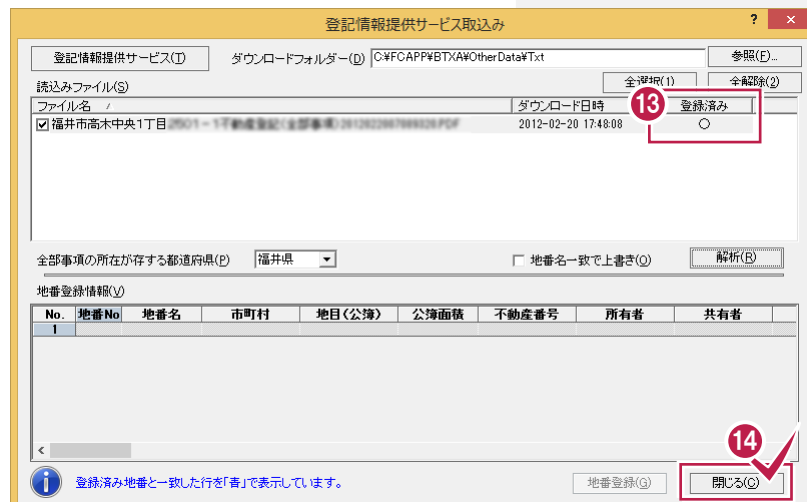 登記情報提供サービス取込み ? ×
登記情報提供サービス(T) ダウンロードフォルダー(D) C:¥FCAPP¥BTXA¥OtherData¥Txt 参照(F)...
読込みファイル(S) 全選択(1) 全解除(2)
ファイル名 ダウンロード日時 登録済み
13
福井市高木中央1丁目 2012-02-20 17:48:08 ○
全部事項の所在が存する都道府県(P) 福井県 地番名一致で上書き(O) 解析(R)
地番登録情報(V)
No. 地番No 地番名 市町村 地目(公簿) 公簿面積 不動産番号 所有者 共有者
1
14
登録済み地番と一致した行を「青」で表示しています。 地番登録(G) 閉じる(C)